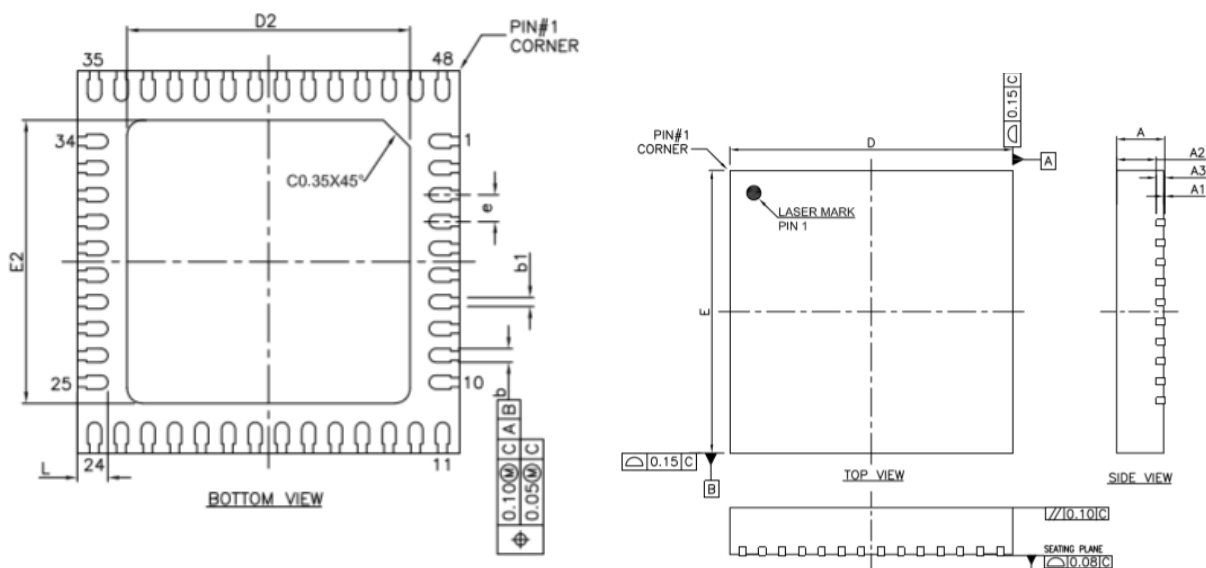 D2
PIN#1
CORNER
35
48
34
1
C0.35X45°
e
E2
b1
25
10
b
⌖ 0.10Ⓜ C A B
0.05Ⓜ C
L
24
11
BOTTOM VIEW
PIN#1
CORNER
D
⌓ 0.15 C
A
LASER MARK
PIN 1
E
⌓ 0.15 C
B
TOP VIEW
A
A2
A3
A1
SIDE VIEW
// 0.10 C
SEATING PLANE
⌓ 0.08 C